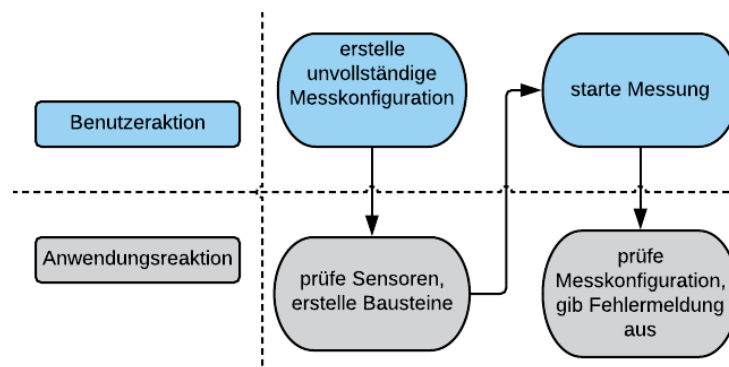 Benutzeraktion
erstelle
unvollständige
Messkonfiguration
starte Messung
Anwendungsreaktion
prüfe Sensoren,
erstelle Bausteine
prüfe
Messkonfiguration,
gib Fehlermeldung
aus